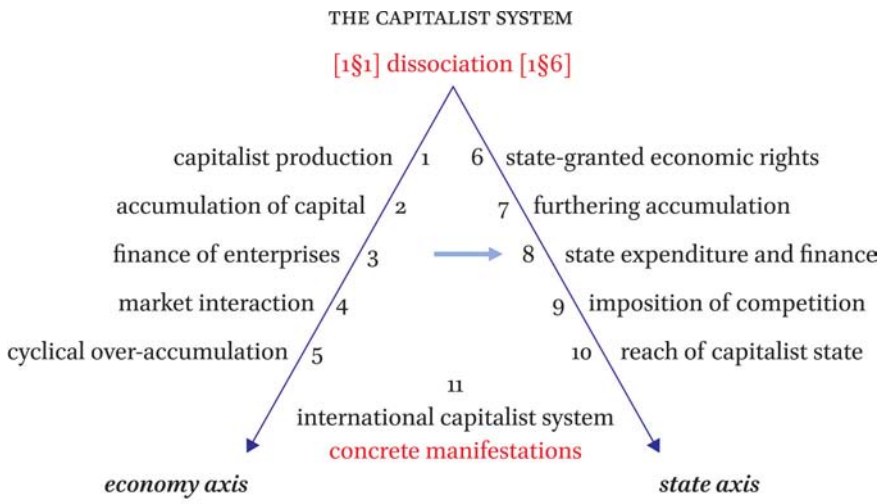 THE CAPITALIST SYSTEM
[1§1] dissociation [1§6]
capitalist production 1 6 state-granted economic rights
accumulation of capital 2 7 furthering accumulation
finance of enterprises 3 8 state expenditure and finance
market interaction 4 9 imposition of competition
cyclical over-accumulation 5 10 reach of capitalist state
11
international capitalist system
concrete manifestations
economy axis state axis